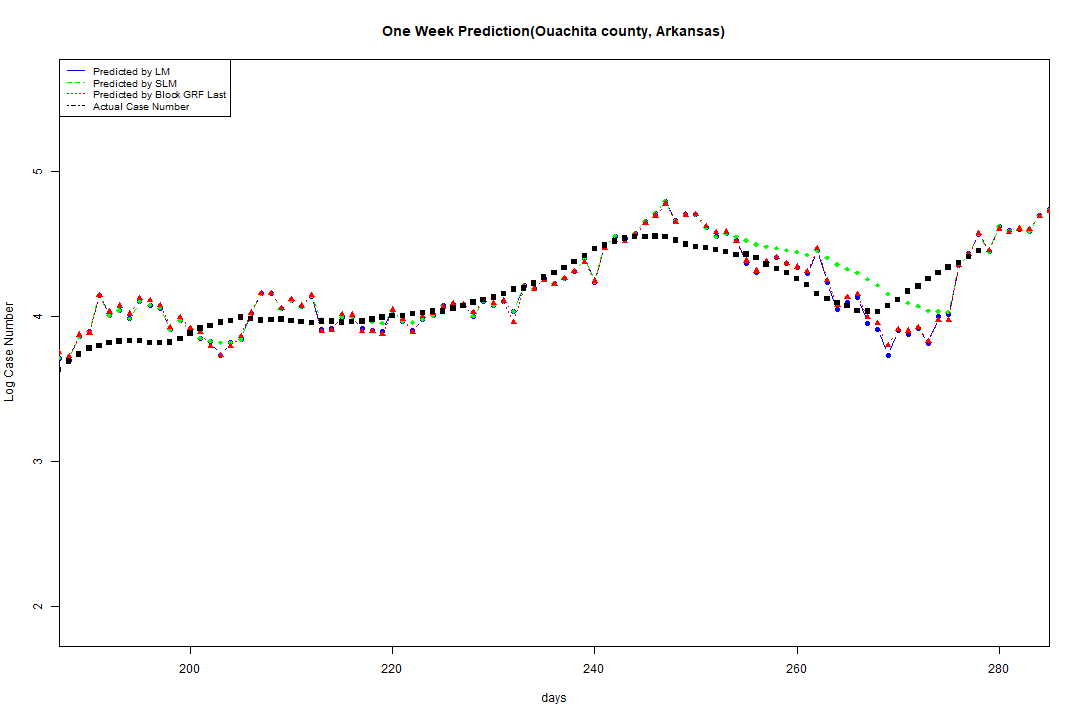 One Week Prediction(Ouachita county, Arkansas)
Predicted by LM
Predicted by SLM
Predicted by Block GRF Last
Actual Case Number
5
4
3
2
Log Case Number
200 220 240 260 280
days